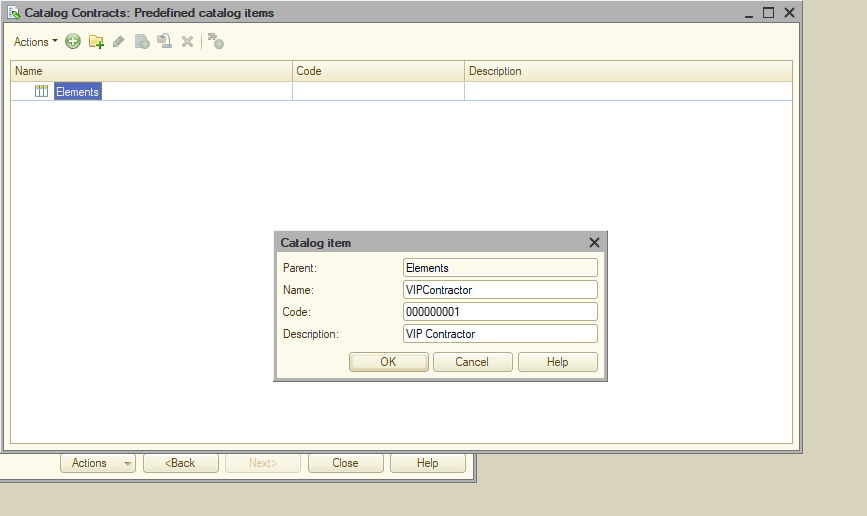 Catalog Contracts: Predefined catalog items
Actions
Name Code Description
Elements
Catalog item
Parent: Elements
Name: VIPContractor
Code: 000000001
Description: VIP Contractor
OK Cancel Help
Actions <Back Next> Close Help